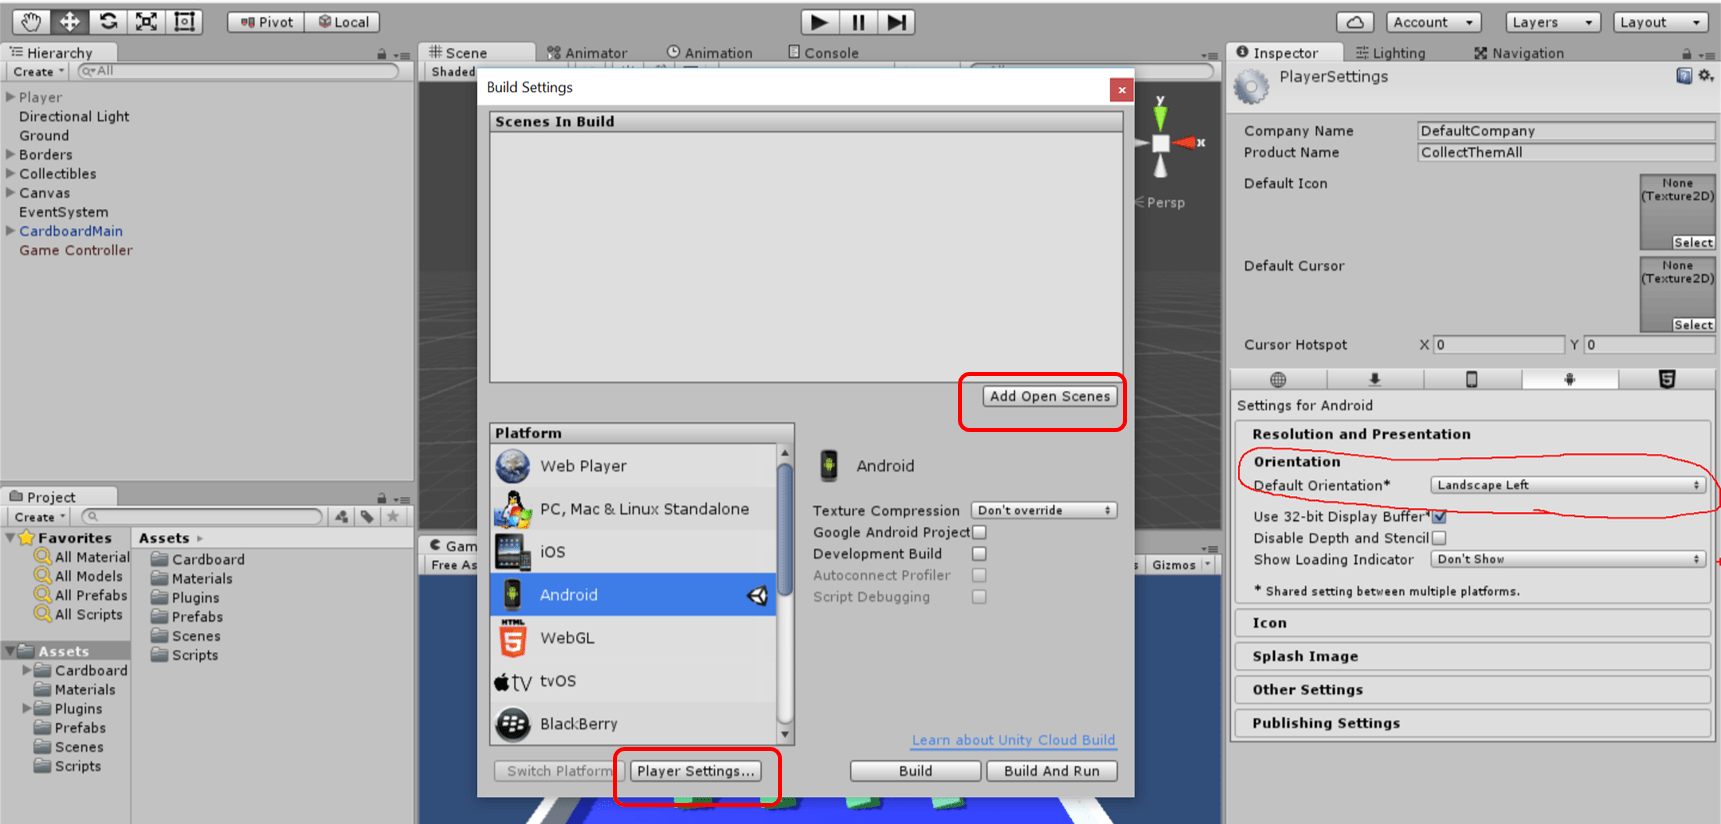 Pivot Local Account Layers Layout
Hierarchy
Create All
Player
Directional Light
Ground
Borders
Collectibles
Canvas
EventSystem
CardboardMain
Game Controller
Project
Create
Favorites
All Material
All Models
All Prefabs
All Scripts
Assets
Cardboard
Materials
Plugins
Prefabs
Scenes
Scripts
Assets
Cardboard
Materials
Plugins
Prefabs
Scenes
Scripts
Scene Animator Animation Console
Shaded
y
x
Persp
Gam
Free As
Gizmos
Build Settings
Scenes In Build
Add Open Scenes
Platform
Web Player
PC, Mac & Linux Standalone
iOS
Android
HTML
5
WebGL
tv tvOS
BlackBerry
Android
Texture Compression Don't override
Google Android Project
Development Build
Autoconnect Profiler
Script Debugging
Learn about Unity Cloud Build
Switch Platform Player Settings... Build Build And Run
Inspector Lighting Navigation
PlayerSettings
Company Name DefaultCompany
Product Name CollectThemAll
Default Icon
None
(Texture2D)
Select
Default Cursor
None
(Texture2D)
Select
Cursor Hotspot X 0 Y 0
Settings for Android
Resolution and Presentation
Orientation
Default Orientation* Landscape Left
Use 32-bit Display Buffer*
Disable Depth and Stencil
Show Loading Indicator Don't Show
* Shared setting between multiple platforms.
Icon
Splash Image
Other Settings
Publishing Settings